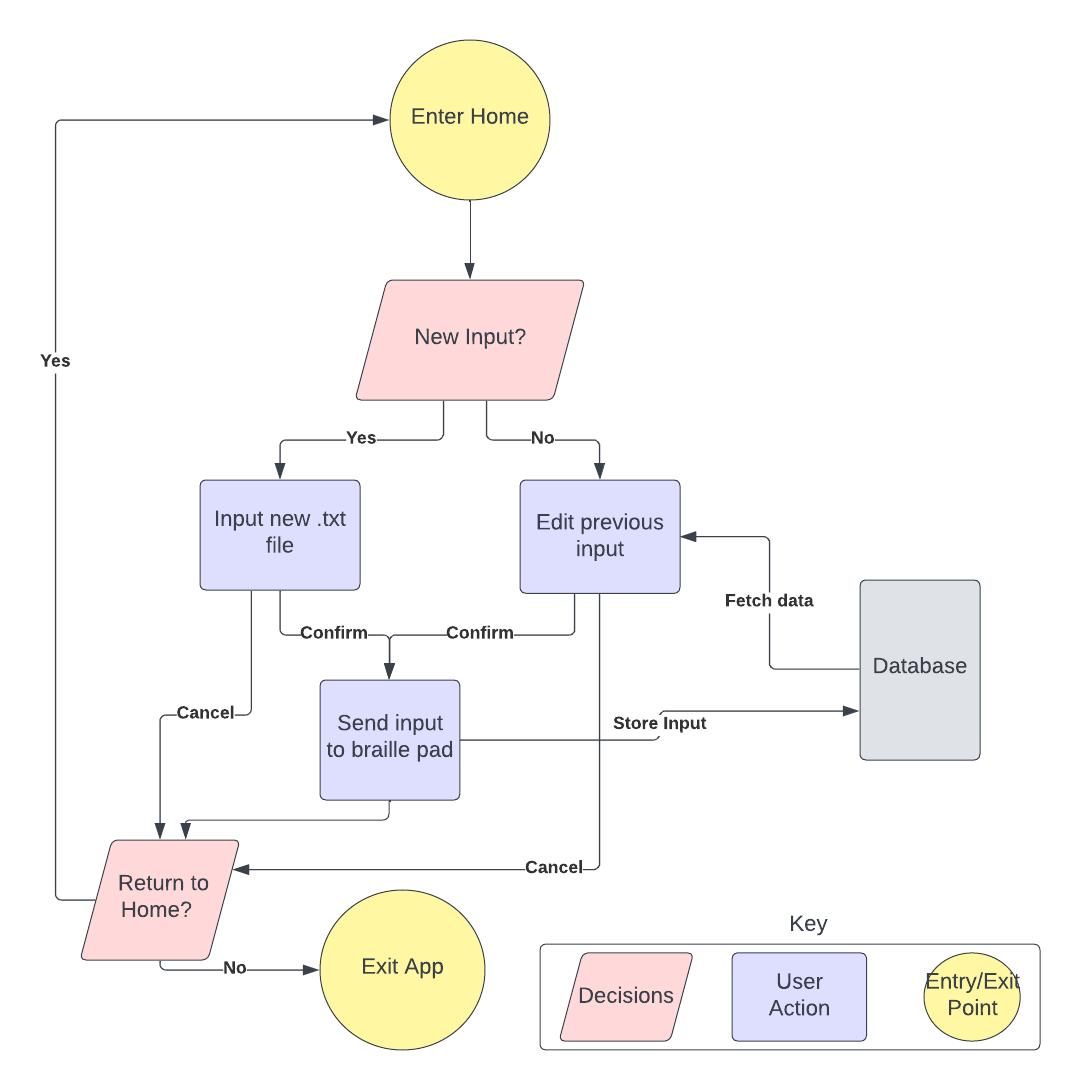 Enter Home
New Input?
Yes
Yes
No
Input new .txt
file
Edit previous
input
Fetch data
Confirm
Confirm
Database
Cancel
Send input
to braille pad
Store Input
Cancel
Return to
Home?
No
Exit App
Key
Decisions
User
Action
Entry/Exit
Point